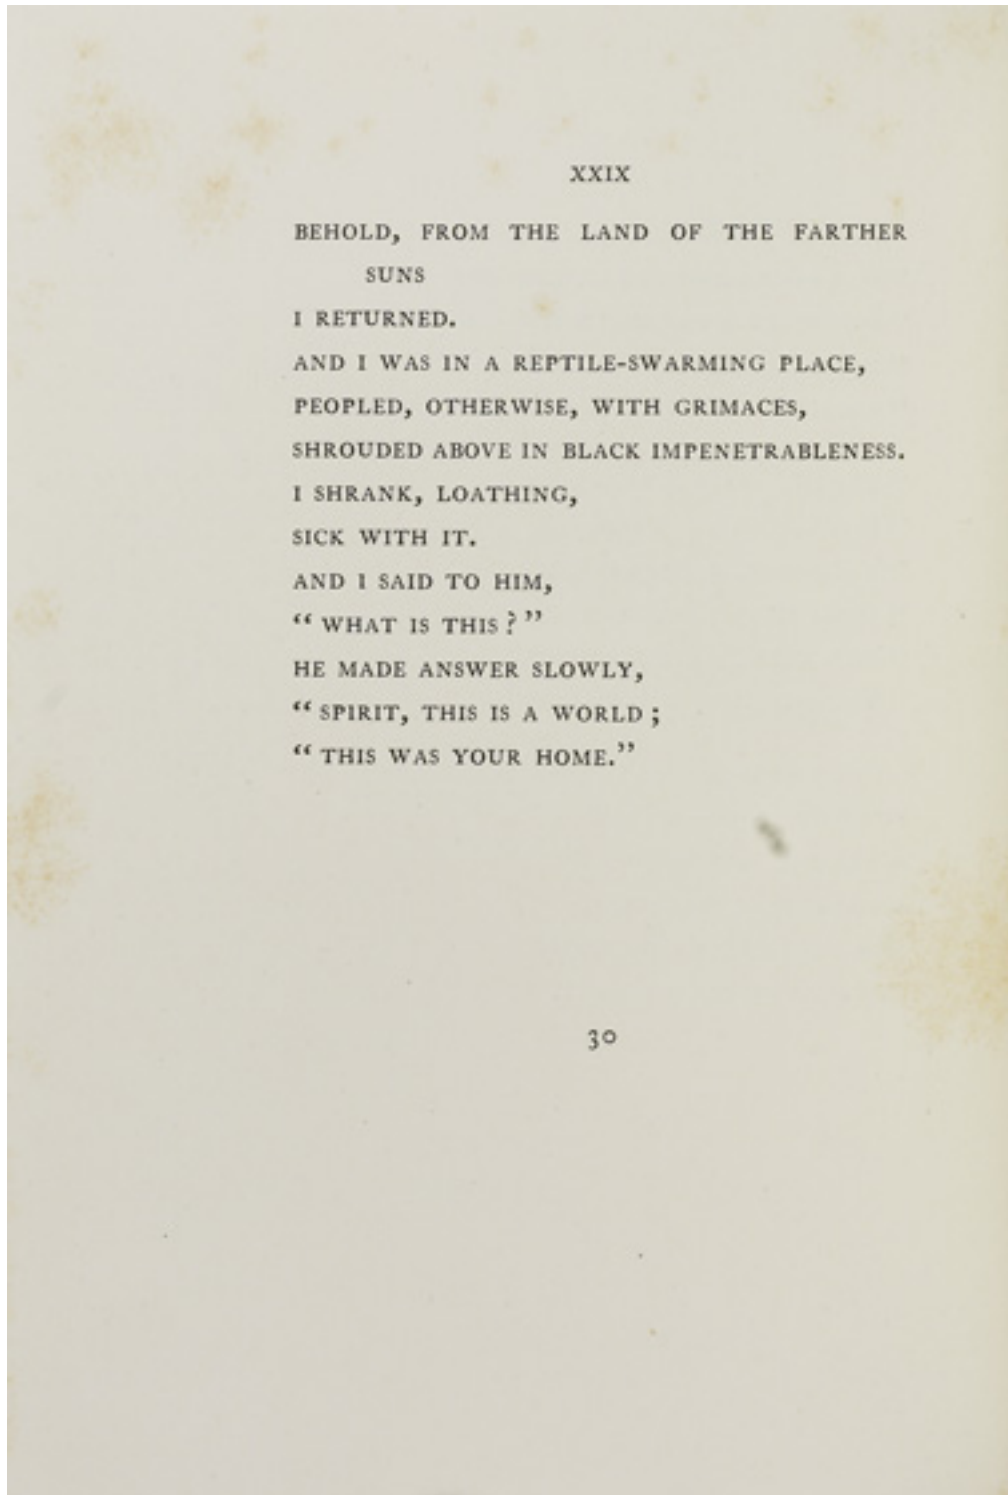 XXIX
BEHOLD, FROM THE LAND OF THE FARTHER
SUNS
I RETURNED.
AND I WAS IN A REPTILE-SWARMING PLACE,
PEOPLED, OTHERWISE, WITH GRIMACES,
SHROUDED ABOVE IN BLACK IMPENETRABLENESS.
I SHRANK, LOATHING,
SICK WITH IT.
AND I SAID TO HIM,
“ WHAT IS THIS ? ”
HE MADE ANSWER SLOWLY,
“ SPIRIT, THIS IS A WORLD ;
“ THIS WAS YOUR HOME.”
30